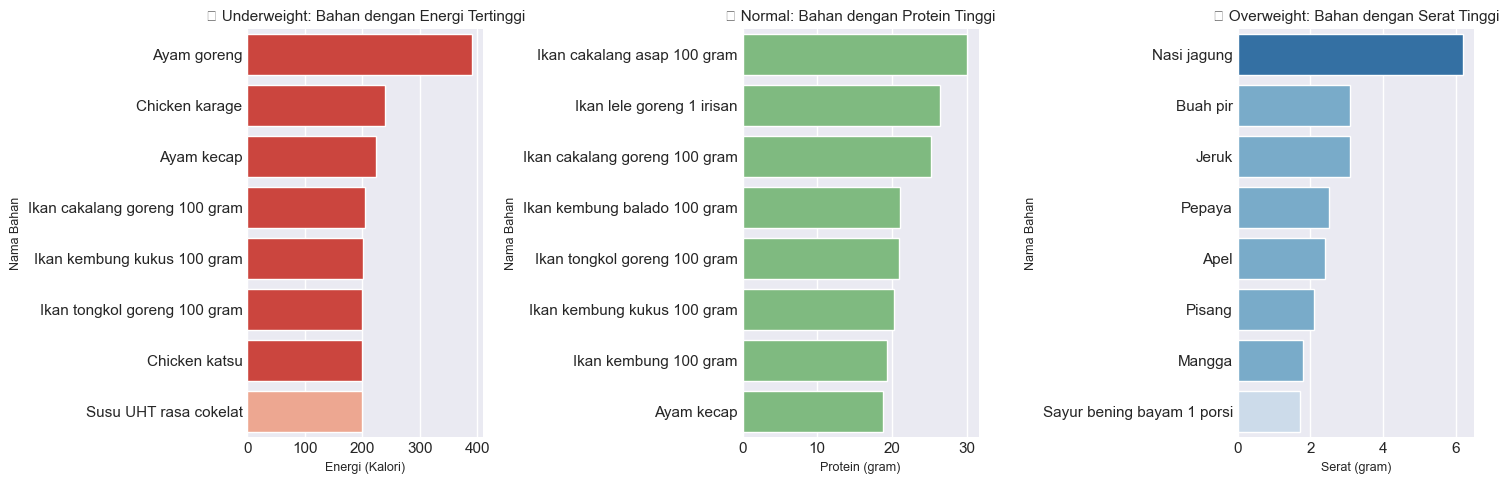 Underweight: Bahan dengan Energi Tertinggi
Nama Bahan
Ayam goreng
Chicken karage
Ayam kecap
Ikan cakalang goreng 100 gram
Ikan kembung kukus 100 gram
Ikan tongkol goreng 100 gram
Chicken katsu
Susu UHT rasa cokelat
0 100 200 300 400
Energi (Kalori)
Normal: Bahan dengan Protein Tinggi
Nama Bahan
Ikan cakalang asap 100 gram
Ikan lele goreng 1 irisan
Ikan cakalang goreng 100 gram
Ikan kembung balado 100 gram
Ikan tongkol goreng 100 gram
Ikan kembung kukus 100 gram
Ikan kembung 100 gram
Ayam kecap
0 10 20 30
Protein (gram)
Overweight: Bahan dengan Serat Tinggi
Nama Bahan
Nasi jagung
Buah pir
Jeruk
Pepaya
Apel
Pisang
Mangga
Sayur bening bayam 1 porsi
0 2 4 6
Serat (gram)